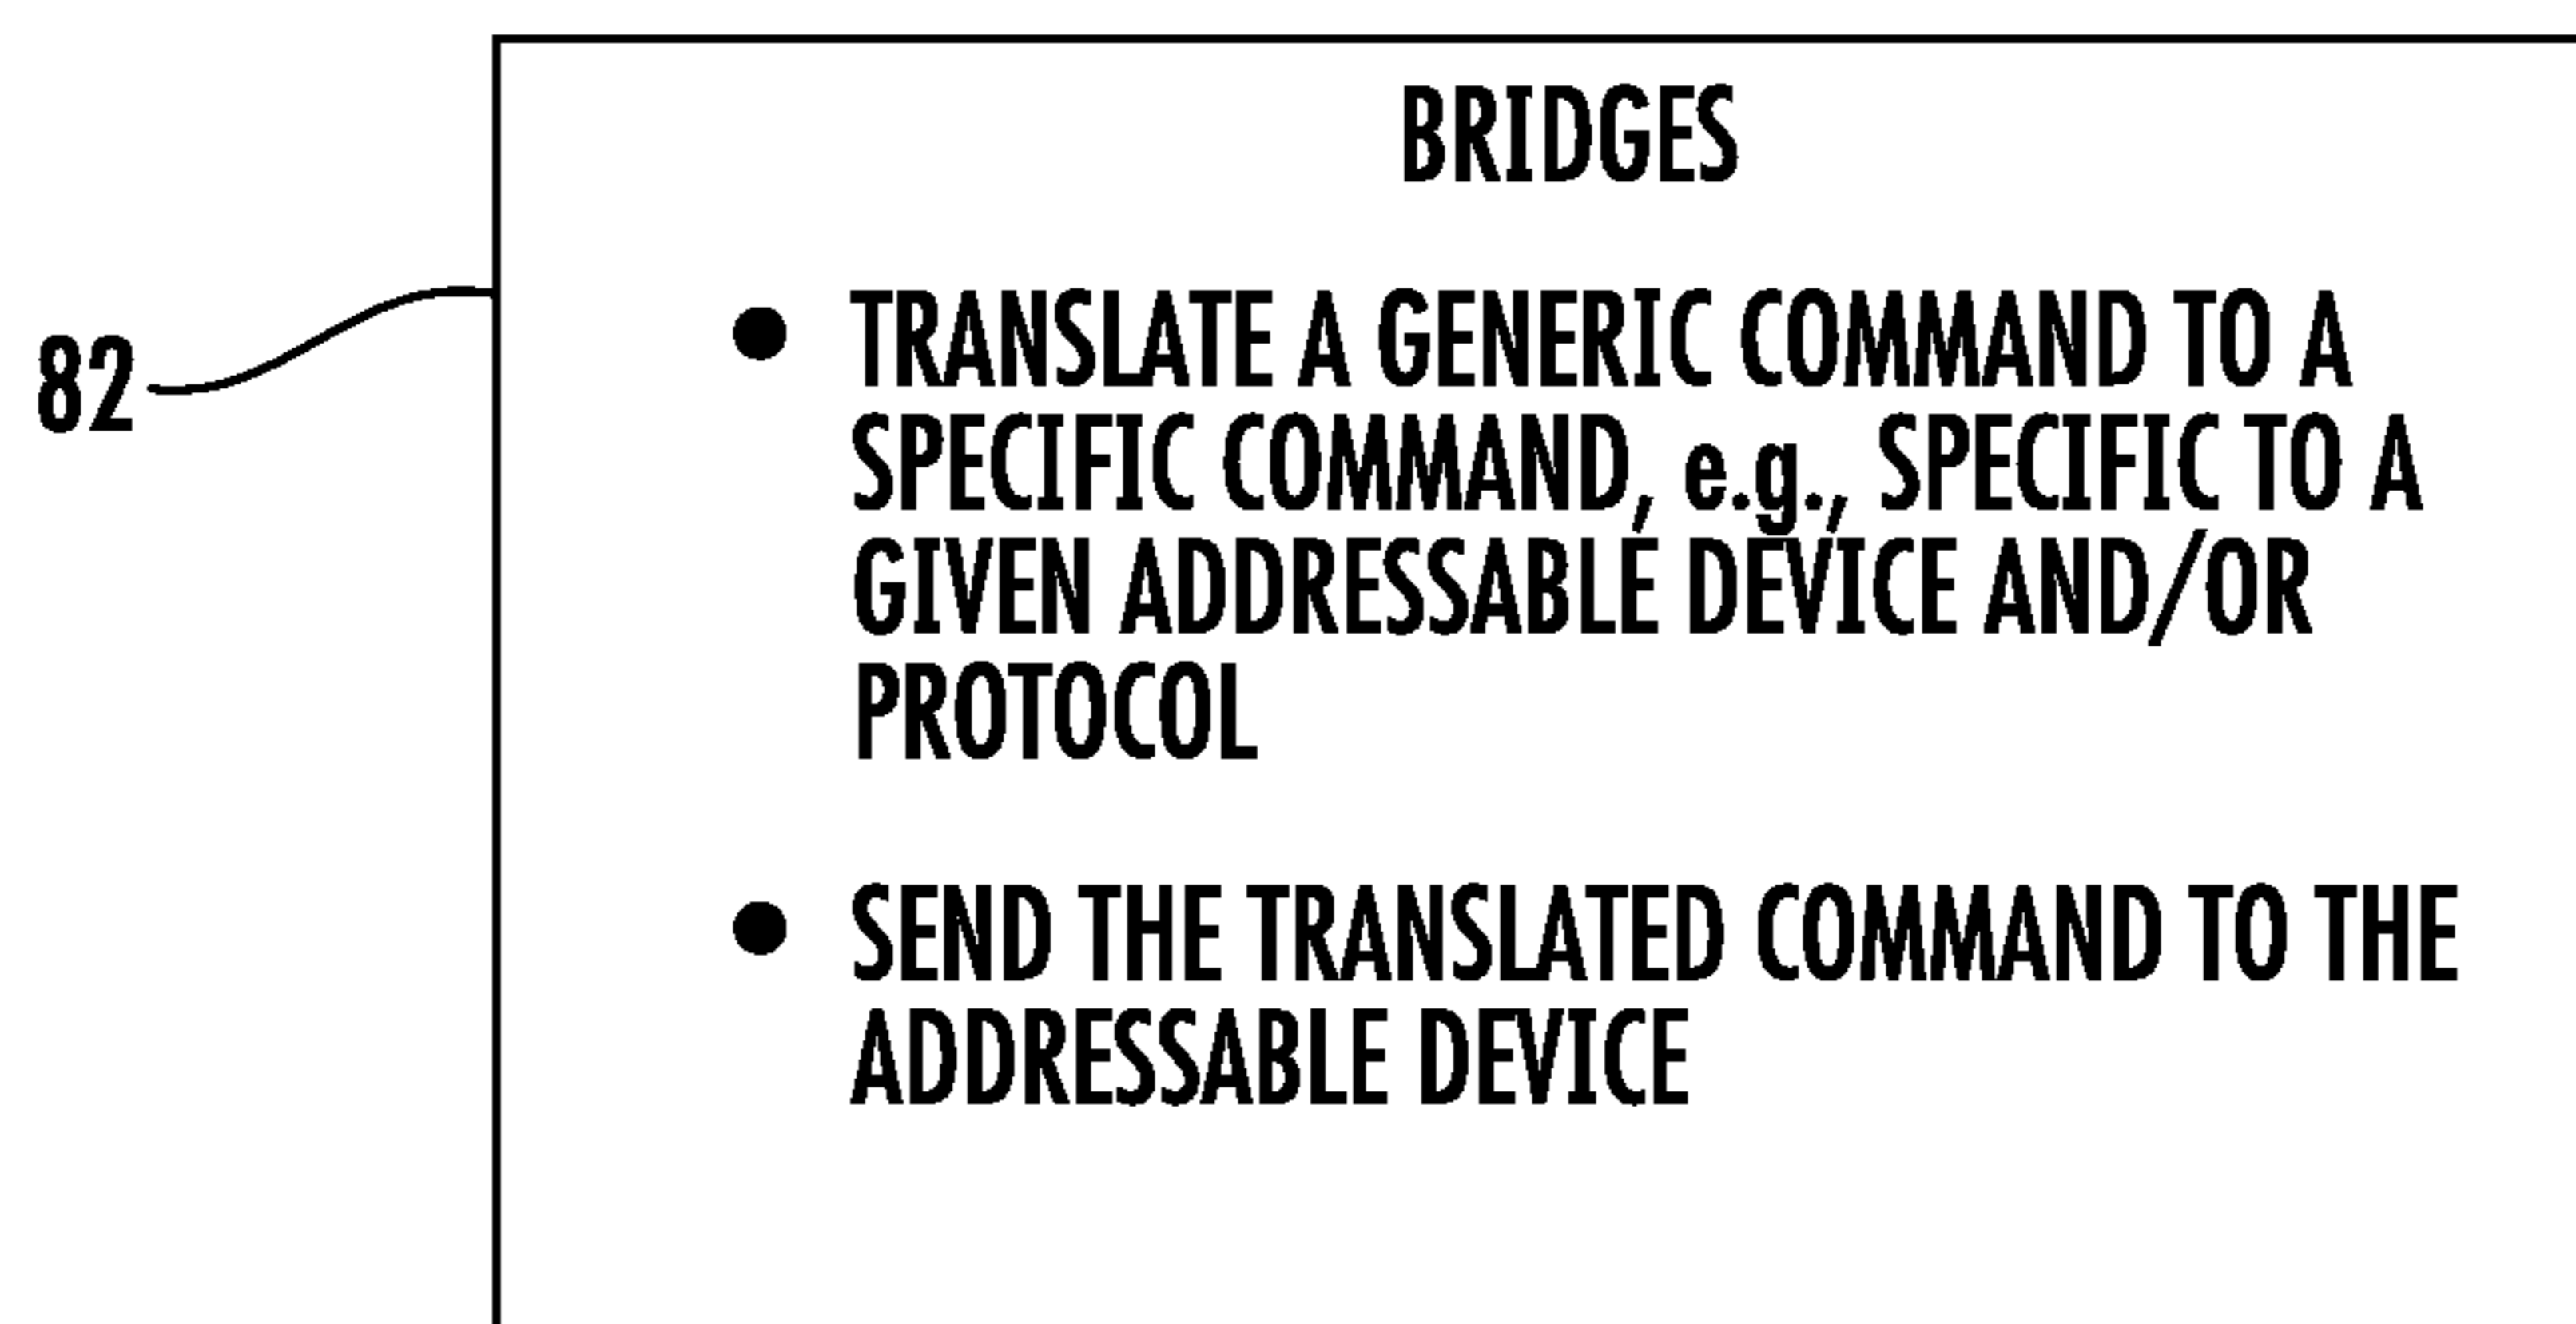 BRIDGES
82
● TRANSLATE A GENERIC COMMAND TO A
SPECIFIC COMMAND, e.g., SPECIFIC TO A
GIVEN ADDRESSABLE DEVICE AND/OR
PROTOCOL
● SEND THE TRANSLATED COMMAND TO THE
ADDRESSABLE DEVICE